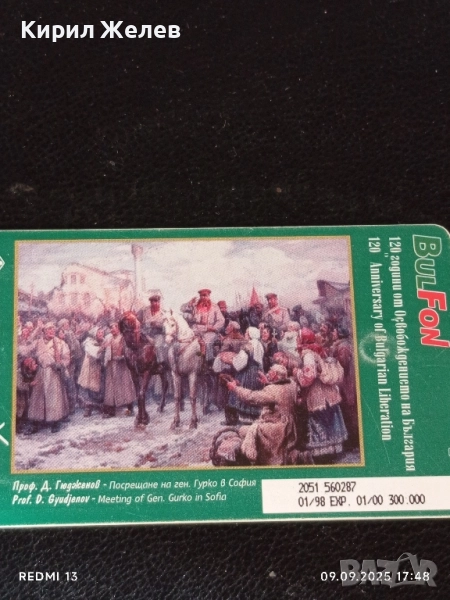 Кирил Желев
BULFON
120 години от Освобождението на България
120th Anniversary of Bulgarian Liberation
Проф. Д. Гюдженов - Посрещане на ген. Гурко в София
Prof. D. Gyudjenov - Meeting of Gen. Gurko in Sofia
2051 560287
01/98 EXP. 01/00 300.000
BAZAR
REDMI 13
09.09.2025 17:48